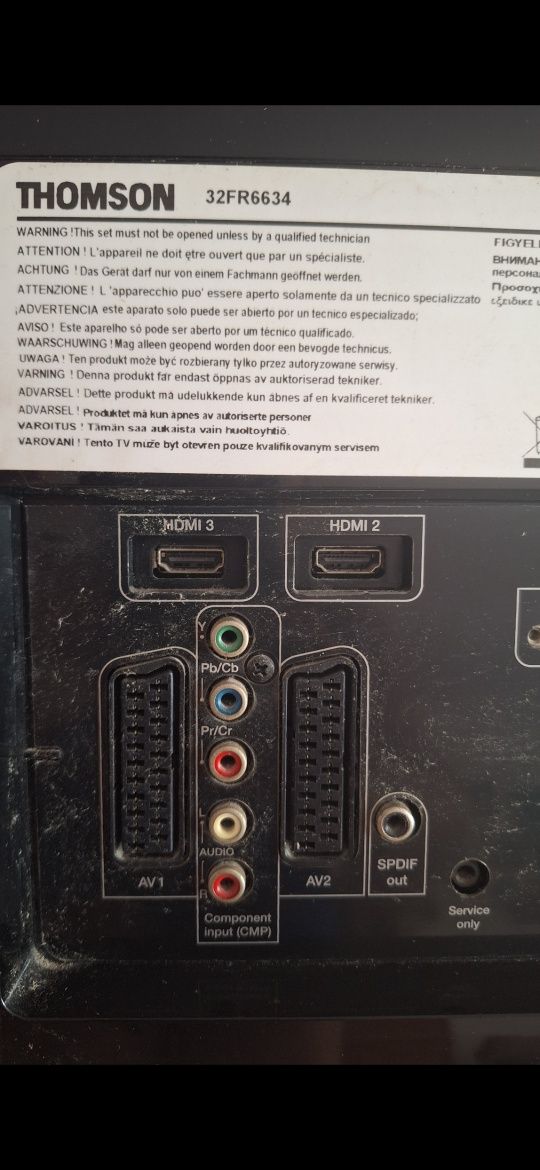 THOMSON 32FR6634
WARNING !This set must not be opened unless by a qualified technician
ATTENTION ! L'appareil ne doit ętre ouvert que par un spécialiste.
ACHTUNG ! Das Gerät darf nur von einem Fachmann geöffnet werden.
ATTENZIONE ! L 'apparecchio puo' essere aperto solamente da un tecnico specializzato
¡ADVERTENCIA este aparato solo puede ser abierto por un técnico especializado;
AVISO ! Este aparelho só pode ser aberto por um técnico qualificado.
WAARSCHUWING ! Mag alleen geopend worden door een bevogde technicus.
UWAGA ! Ten produkt może być rozbierany tylko przez autoryzowane serwisy.
VARNING ! Denna produkt får endast öppnas av auktoriserad tekniker.
ADVARSEL ! Dette produkt må udelukkende kun åbnes af en kvalificeret tekniker.
ADVARSEL ! Produktet må kun apnes av autoriserte personer
VAROITUS ! Tämän saa aukaista vain huoltoyhtiö.
VAROVANI ! Tento TV muže byt otevren pouze kvalifikovanym servisem
FIGYEL
ВНИМАН
персона
Προσοχ
εξειδικε
HDMI 3
HDMI 2
Y
Pb/Cb
Pr/Cr
L
AUDIO
R
AV1
Component
input (CMP)
AV2
SPDIF
out
Service
only